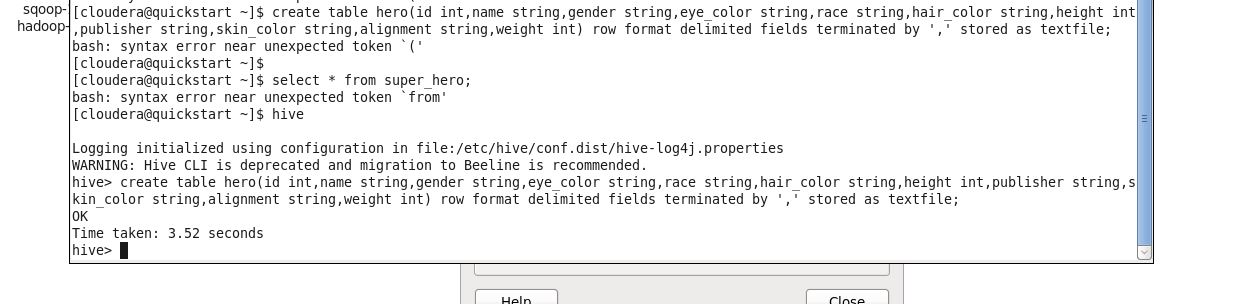 sqoop-
hadoop-
[cloudera@quickstart ~]$ create table hero(id int,name string,gender string,eye_color string,race string,hair_color string,height int
,publisher string,skin_color string,alignment string,weight int) row format delimited fields terminated by ',' stored as textfile;
bash: syntax error near unexpected token `('
[cloudera@quickstart ~]$
[cloudera@quickstart ~]$ select * from super_hero;
bash: syntax error near unexpected token `from'
[cloudera@quickstart ~]$ hive
Logging initialized using configuration in file:/etc/hive/conf.dist/hive-log4j.properties
WARNING: Hive CLI is deprecated and migration to Beeline is recommended.
hive> create table hero(id int,name string,gender string,eye_color string,race string,hair_color string,height int,publisher string,s
kin_color string,alignment string,weight int) row format delimited fields terminated by ',' stored as textfile;
OK
Time taken: 3.52 seconds
hive>
Help Close